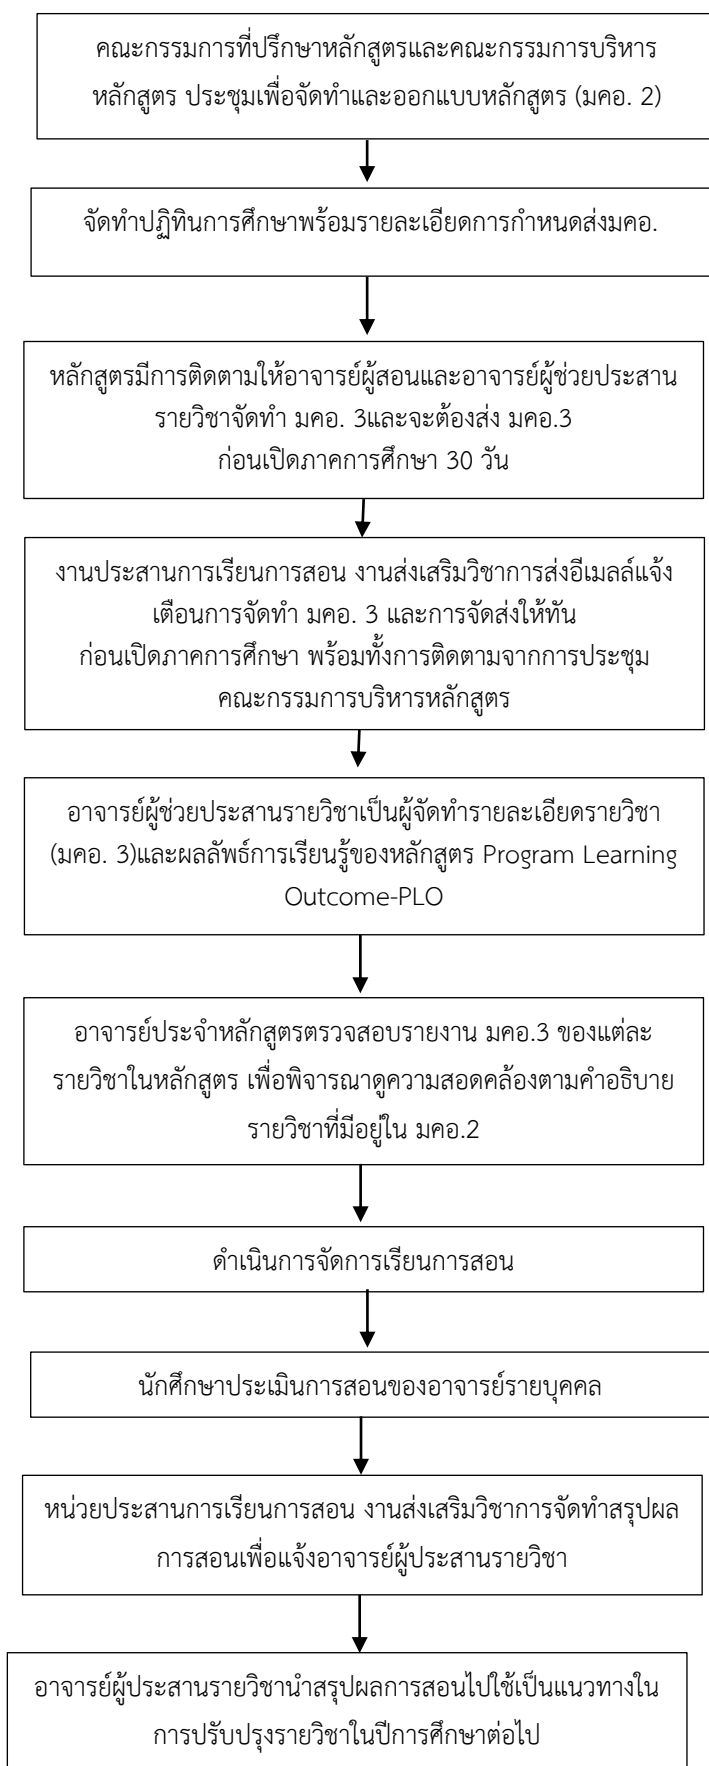 คณะกรรมการที่ปรึกษาหลักสูตรและคณะกรรมการบริหาร
หลักสูตร ประชุมเพื่อจัดทำและออกแบบหลักสูตร (มคอ. 2)
จัดทำปฏิทินการศึกษาพร้อมรายละเอียดการกำหนดส่งมคอ.
หลักสูตรมีการติดตามให้อาจารย์ผู้สอนและอาจารย์ผู้ช่วยประสาน
รายวิชาจัดทำ มคอ. 3และจะต้องส่ง มคอ.3
ก่อนเปิดภาคการศึกษา 30 วัน
งานประสานการเรียนการสอน งานส่งเสริมวิชาการส่งอีเมลล์แจ้ง
เตือนการจัดทำ มคอ. 3 และการจัดส่งให้ทัน
ก่อนเปิดภาคการศึกษา พร้อมทั้งการติดตามจากการประชุม
คณะกรรมการบริหารหลักสูตร
อาจารย์ผู้ช่วยประสานรายวิชาเป็นผู้จัดทำรายละเอียดรายวิชา
(มคอ. 3)และผลลัพธ์การเรียนรู้ของหลักสูตร Program Learning
Outcome-PLO
อาจารย์ประจำหลักสูตรตรวจสอบรายงาน มคอ.3 ของแต่ละ
รายวิชาในหลักสูตร เพื่อพิจารณาดูความสอดคล้องตามคำอธิบาย
รายวิชาที่มีอยู่ใน มคอ.2
ดำเนินการจัดการเรียนการสอน
นักศึกษาประเมินการสอนของอาจารย์รายบุคคล
หน่วยประสานการเรียนการสอน งานส่งเสริมวิชาการจัดทำสรุปผล
การสอนเพื่อแจ้งอาจารย์ผู้ประสานรายวิชา
อาจารย์ผู้ประสานรายวิชานำสรุปผลการสอนไปใช้เป็นแนวทางใน
การปรับปรุงรายวิชาในปีการศึกษาต่อไป